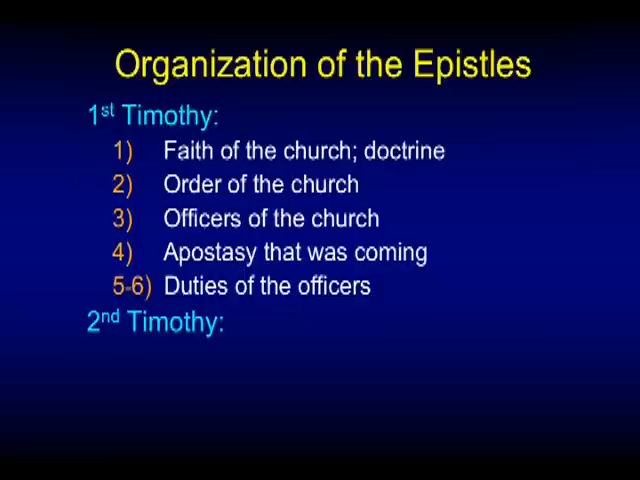 Organization of the Epistles
1st Timothy:
1) Faith of the church; doctrine
2) Order of the church
3) Officers of the church
4) Apostasy that was coming
5-6) Duties of the officers
2nd Timothy: